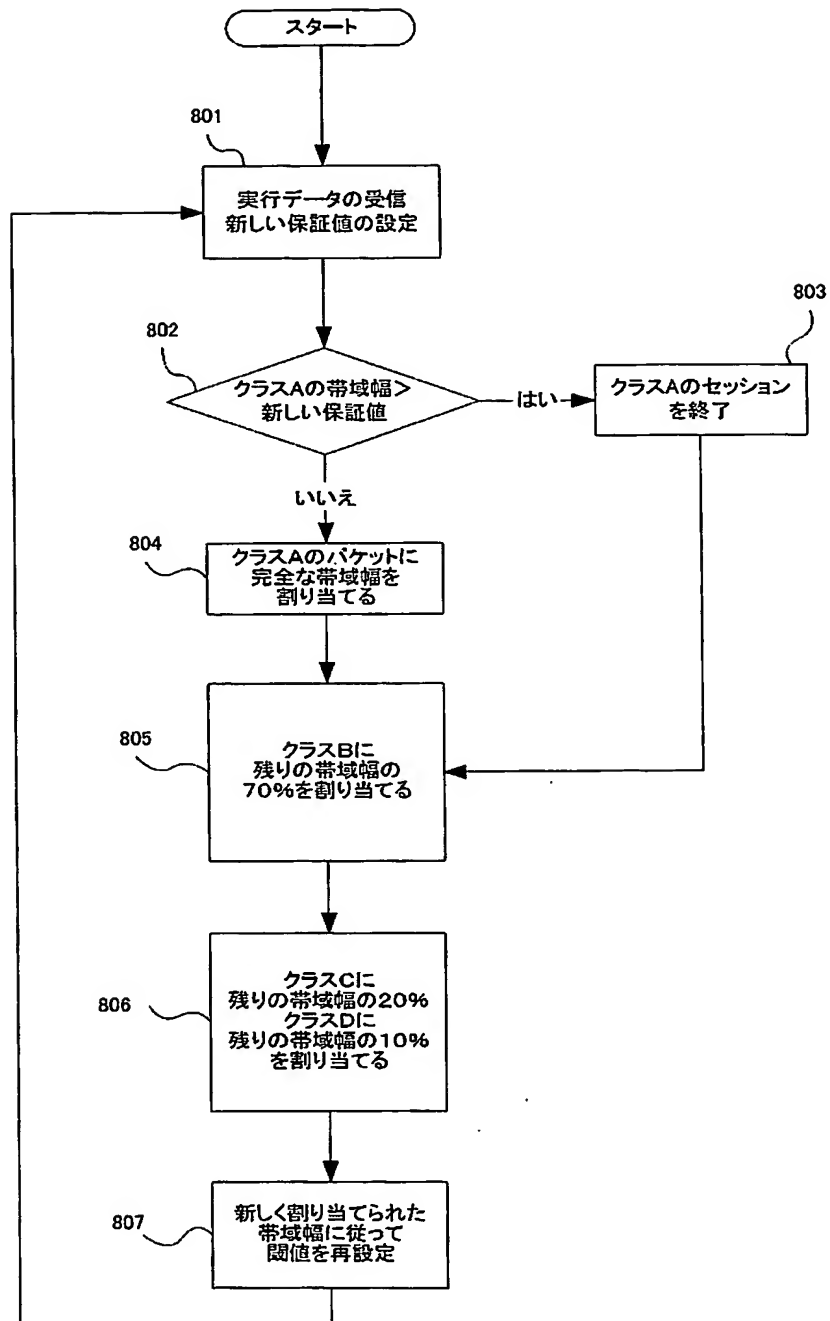 スタート
801
実行データの受信
新しい保証値の設定
802
クラスAの帯域幅>
新しい保証値
はい
803
クラスAのセッション
を終了
いいえ
804
クラスAのパケットに
完全な帯域幅を
割り当てる
805
クラスBに
残りの帯域幅の
70%を割り当てる
806
クラスCに
残りの帯域幅の20%
クラスDに
残りの帯域幅の10%
を割り当てる
807
新しく割り当てられた
帯域幅に従って
閾値を再設定